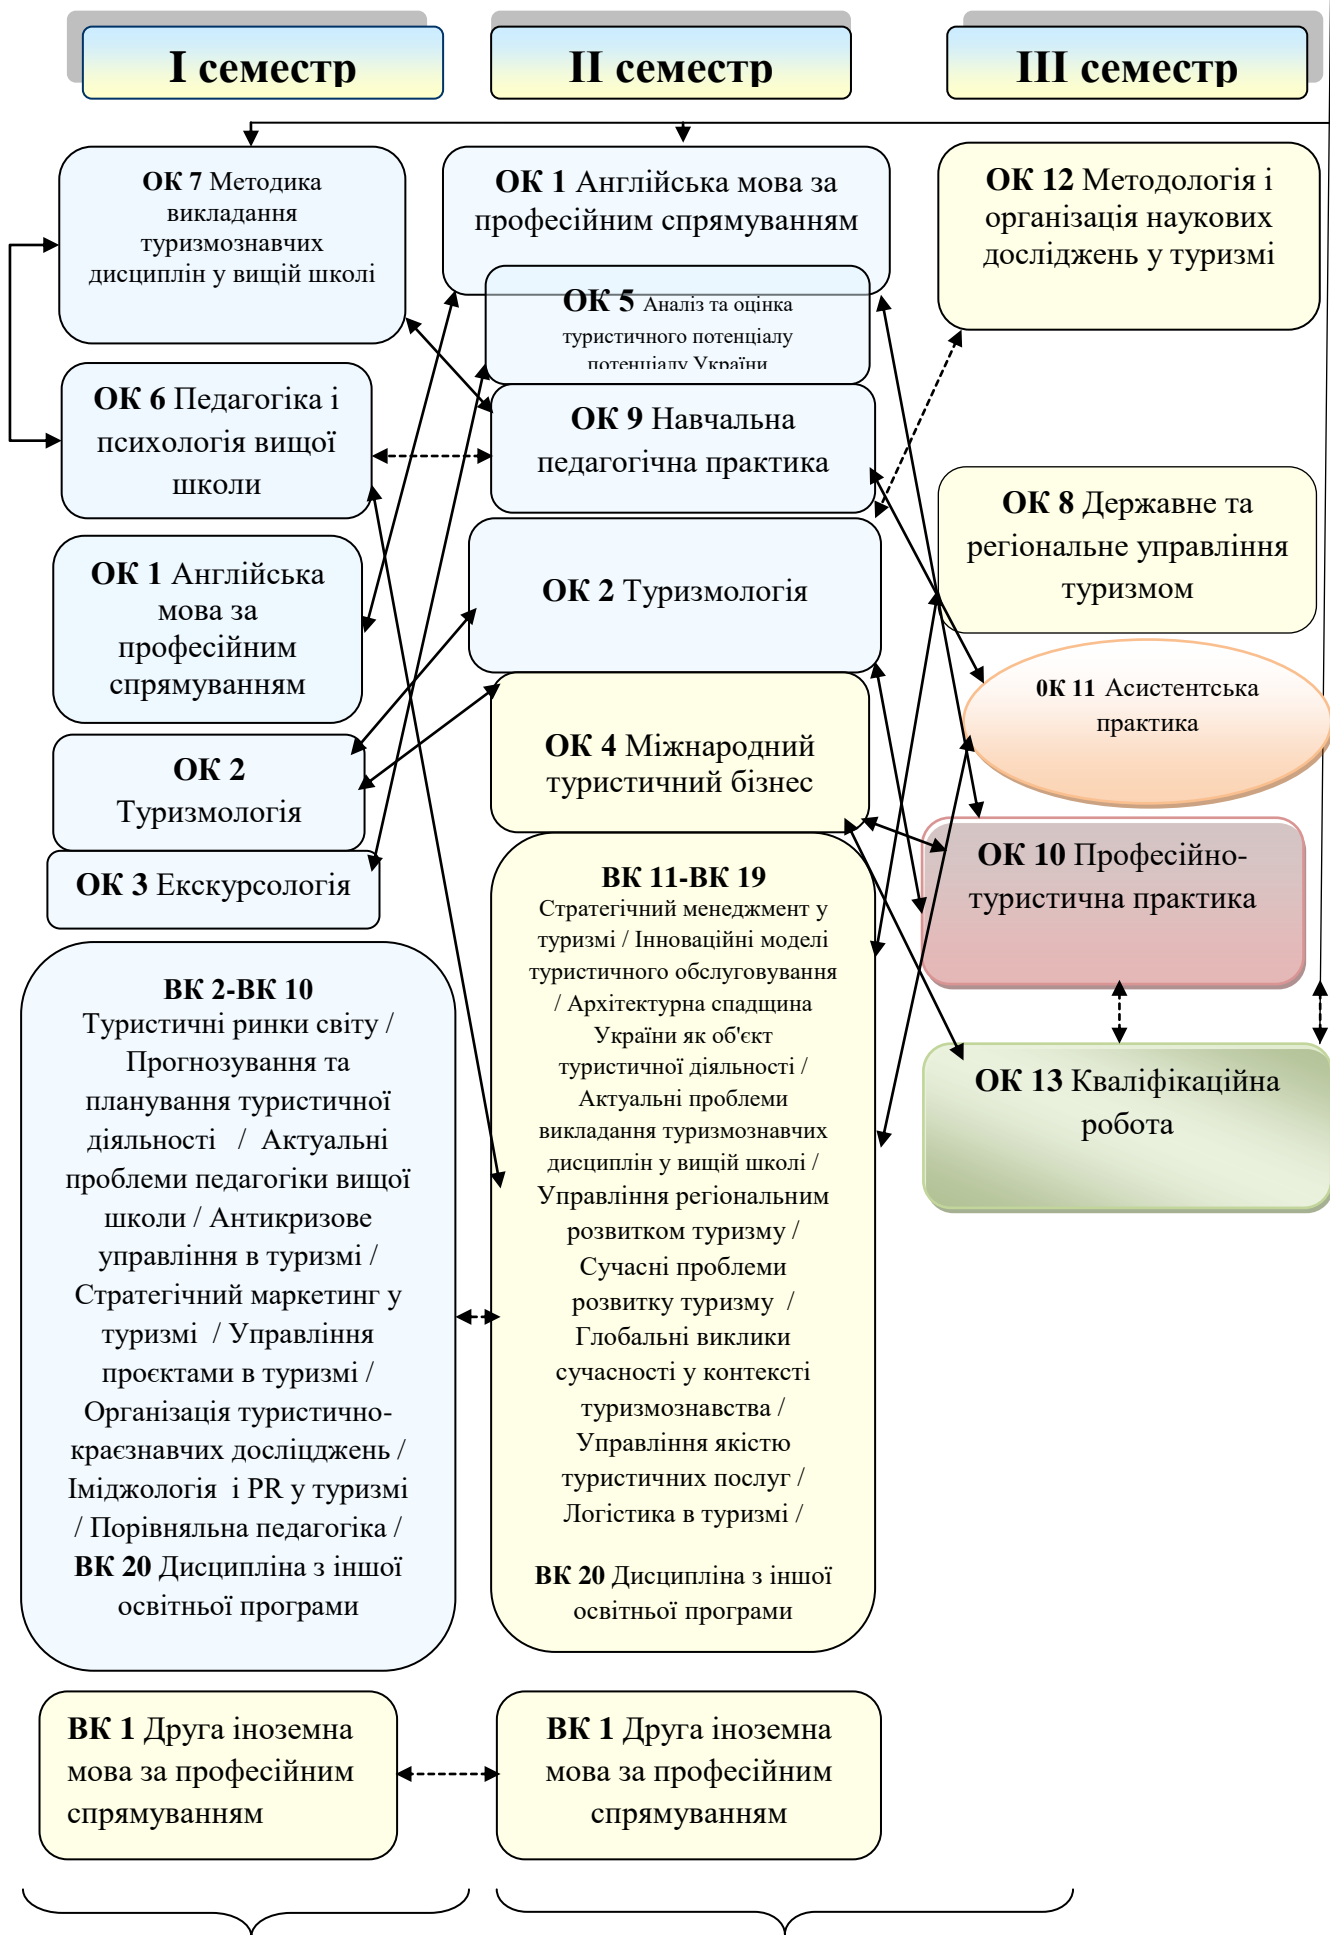 I семестр
II семестр
III семестр
ОК 7 Методика
викладання
туризмознавчих
дисциплін у вищій школі
ОК 6 Педагогіка і
психологія вищої
школи
ОК 1 Англійська
мова за
професійним
спрямуванням
ОК 2
Туризмологія
ОК 3 Екскурсологія
ВК 2-ВК 10
Туристичні ринки світу /
Прогнозування та
планування туристичної
діяльності / Актуальні
проблеми педагогіки вищої
школи / Антикризове
управління в туризмі /
Стратегічний маркетинг у
туризмі / Управління
проєктами в туризмі /
Організація туристично-
краєзнавчих досліцджень /
Іміджологія і PR у туризмі
/ Порівняльна педагогіка /
ВК 20 Дисципліна з іншої
освітньої програми
ВК 1 Друга іноземна
мова за професійним
спрямуванням
ОК 1 Англійська мова за
професійним спрямуванням
ОК 5 Аналіз та оцінка
туристичного потенціалу
потенціалу України
ОК 9 Навчальна
педагогічна практика
ОК 2 Туризмологія
ОК 4 Міжнародний
туристичний бізнес
ВК 11-ВК 19
Стратегічний менеджмент у
туризмі / Інноваційні моделі
туристичного обслуговування
/ Архітектурна спадщина
України як об'єкт
туристичної діяльності /
Актуальні проблеми
викладання туризмознавчих
дисциплін у вищій школі /
Управління регіональним
розвитком туризму /
Сучасні проблеми
розвитку туризму /
Глобальні виклики
сучасності у контексті
туризмознавства /
Управління якістю
туристичних послуг /
Логістика в туризмі /
ВК 20 Дисципліна з іншої
освітньої програми
ВК 1 Друга іноземна
мова за професійним
спрямуванням
ОК 12 Методологія і
організація наукових
досліджень у туризмі
ОК 8 Державне та
регіональне управління
туризмом
0К 11 Асистентська
практика
ОК 10 Професійно-
туристична практика
ОК 13 Кваліфікаційна
робота